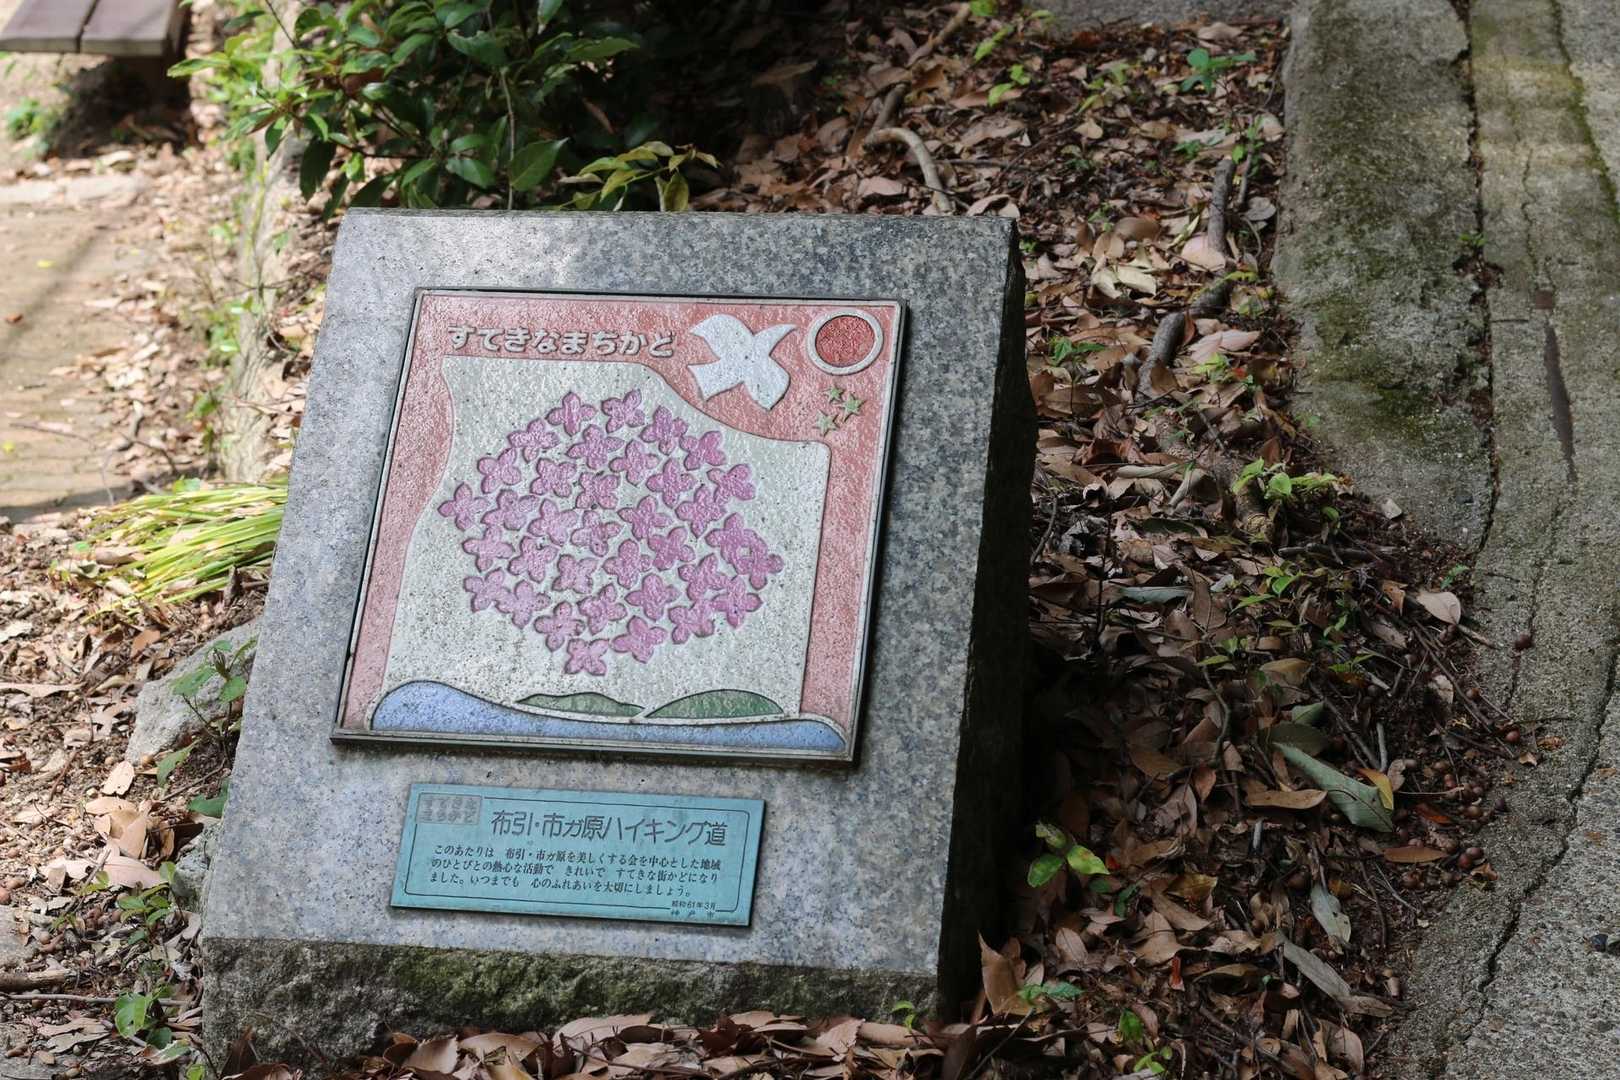 すてきなまちかど
すてきな
まちかど
布引・市ガ原ハイキング道
このあたりは　布引・市ガ原を美しくする会を中心とした地域
のひとびとの熱心な活動で　きれいで　すてきな街かどになり
ました。いつまでも　心のふれあいを大切にしましょう。
昭和61年3月
神戸市